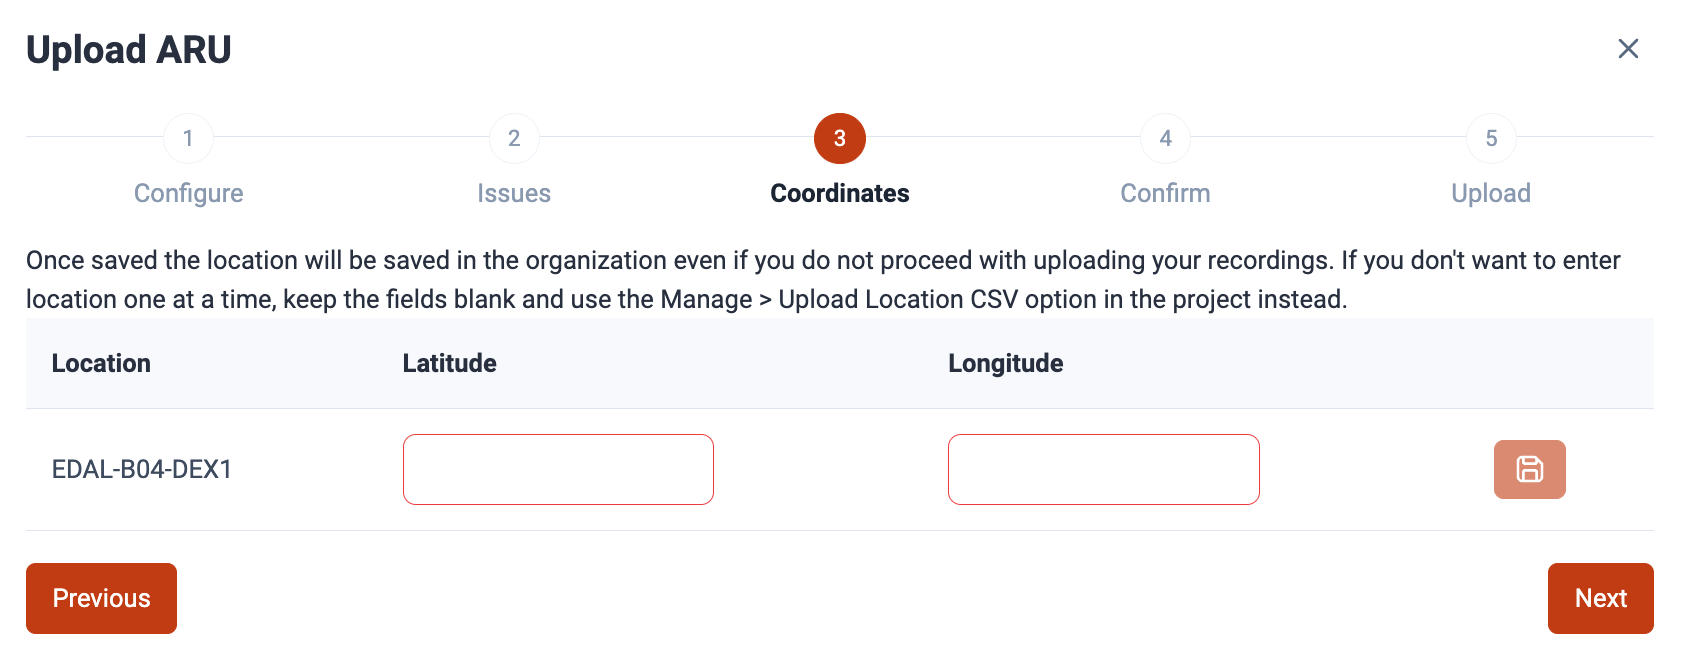 Upload ARU
1
2
3
4
5
Configure
Issues
Coordinates
Confirm
Upload
Once saved the location will be saved in the organization even if you do not proceed with uploading your recordings. If you don't want to enter
location one at a time, keep the fields blank and use the Manage > Upload Location CSV option in the project instead.
Location Latitude Longitude
EDAL-B04-DEX1
Previous
Next